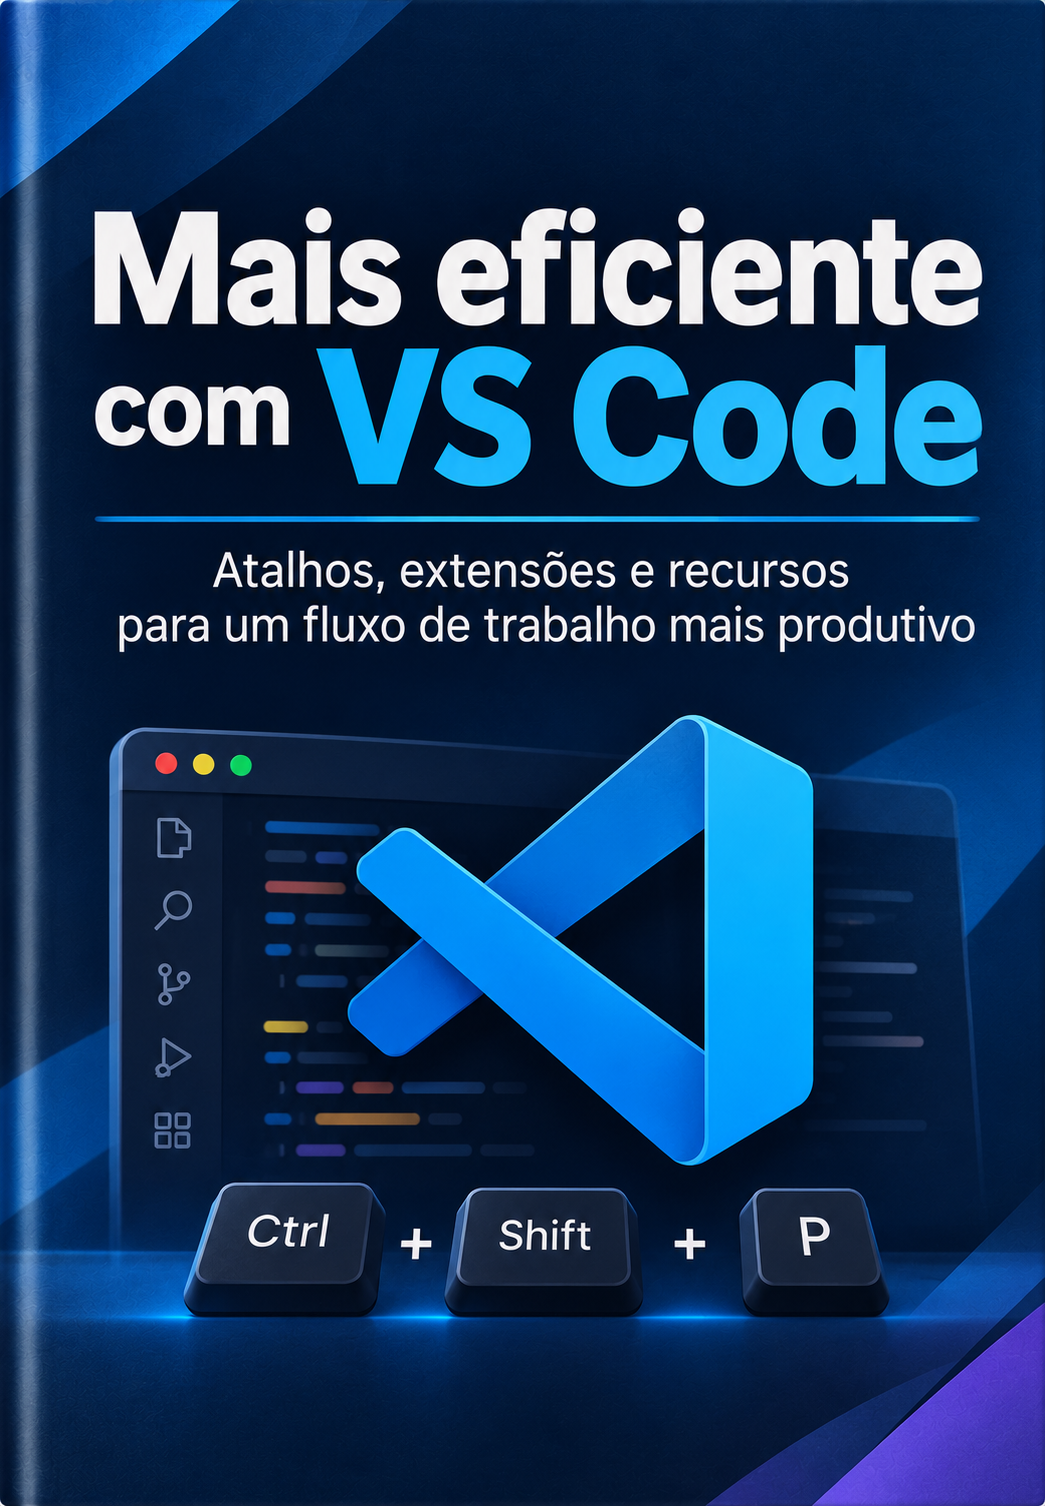 Mais eficiente
com VS Code
Atalhos, extensões e recursos
para um fluxo de trabalho mais produtivo
Ctrl + Shift + P